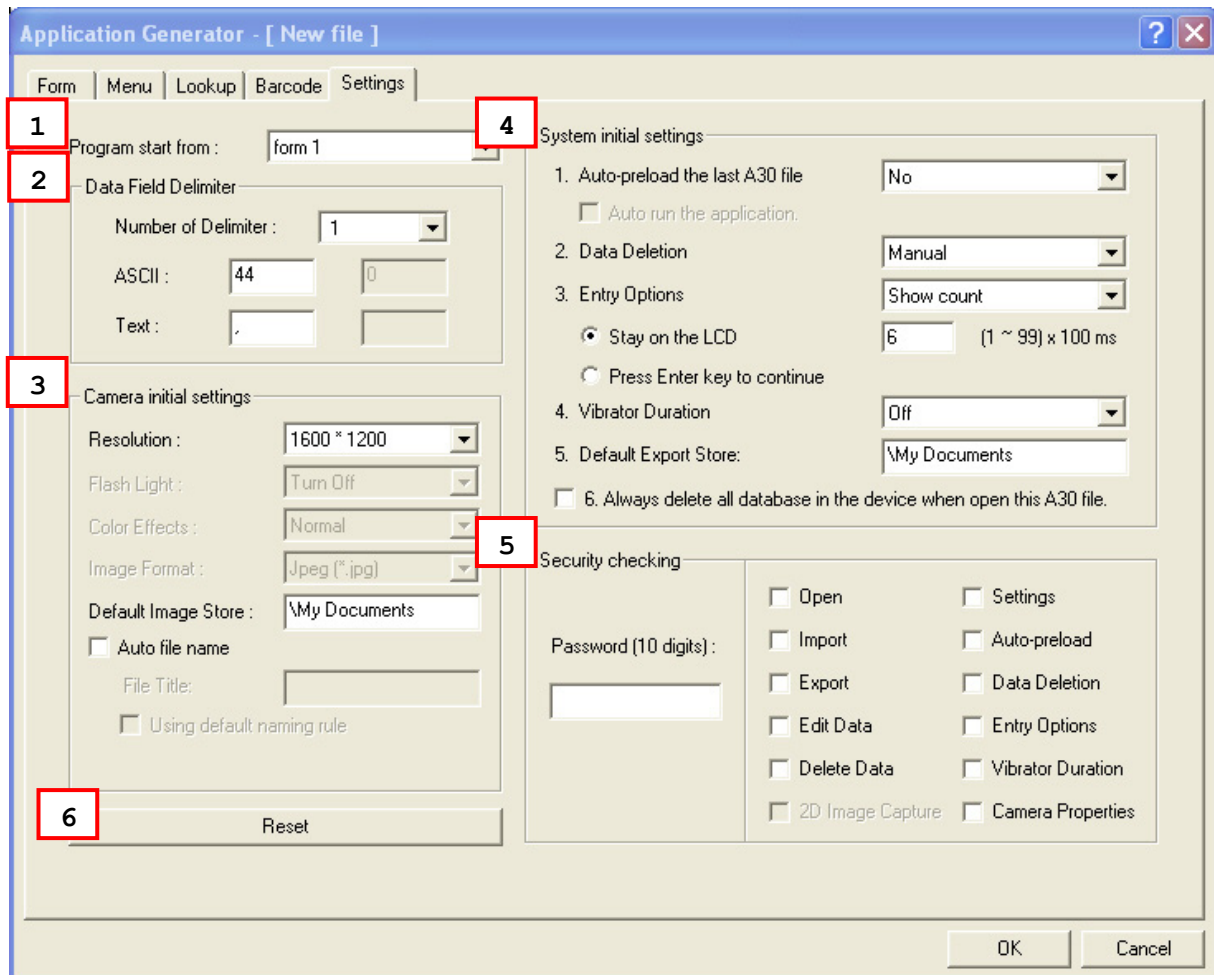 Application Generator - [ New file ]
Form Menu Lookup Barcode Settings
1
Program start from : form 1
2
Data Field Delimiter
Number of Delimiter : 1
ASCII : 44 0
Text : ,
3
Camera initial settings
Resolution : 1600 * 1200
Flash Light : Turn Off
Color Effects : Normal
Image Format : Jpeg (*.jpg)
Default Image Store : \My Documents
Auto file name
File Title:
Using default naming rule
6
Reset
4
System initial settings
1. Auto-preload the last A30 file No
Auto run the application.
2. Data Deletion Manual
3. Entry Options Show count
Stay on the LCD 6 (1 ~ 99) x 100 ms
Press Enter key to continue
4. Vibrator Duration Off
5. Default Export Store: \My Documents
6. Always delete all database in the device when open this A30 file.
5
Security checking
Password (10 digits) :
Open Settings
Import Auto-preload
Export Data Deletion
Edit Data Entry Options
Delete Data Vibrator Duration
2D Image Capture Camera Properties
OK Cancel